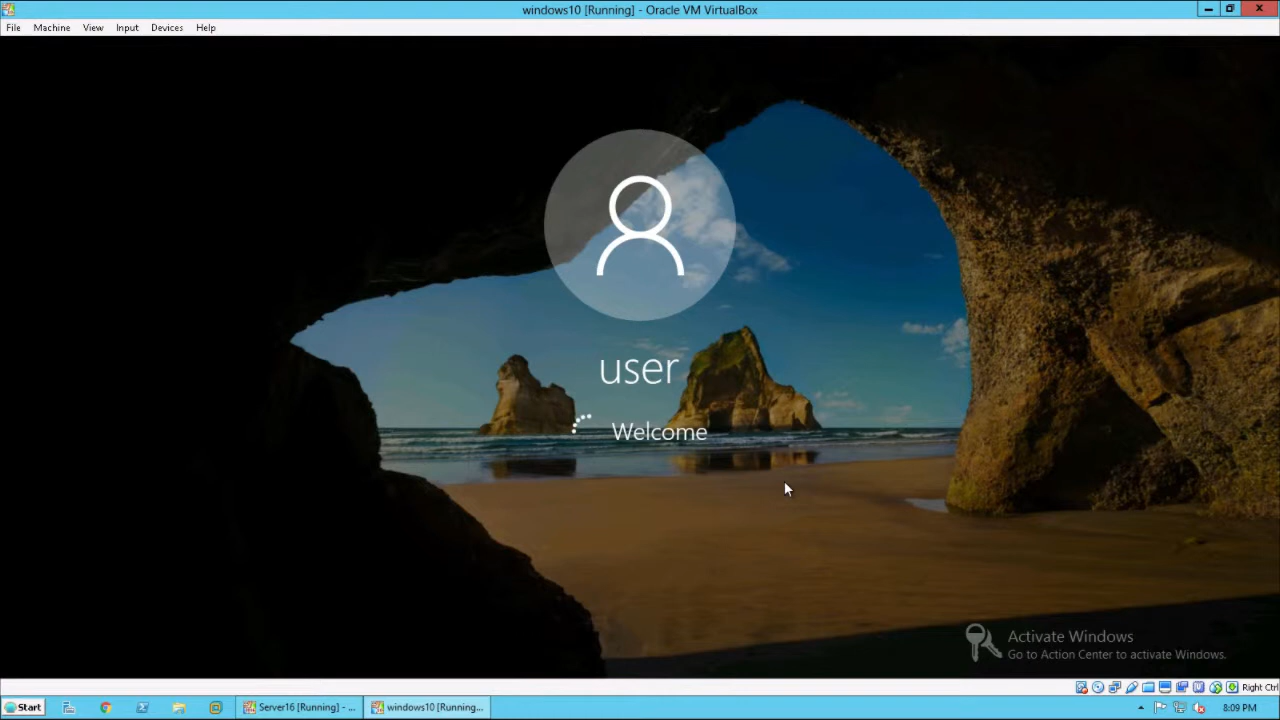 windows10 [Running] - Oracle VM VirtualBox
File Machine View Input Devices Help
user
Welcome
Activate Windows
Go to Action Center to activate Windows.
Right Ctrl
Start Server16 [Running] - ... windows10 [Running... 8:09 PM